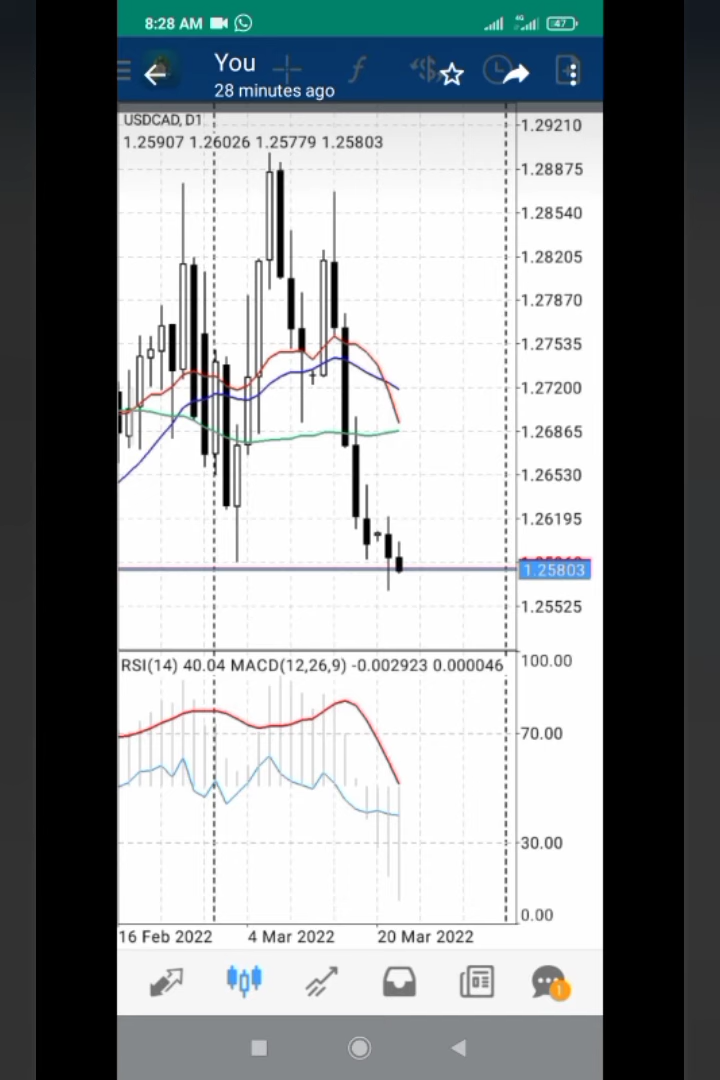 8:28 AM
4G
47
You
28 minutes ago
USDCAD, D1
1.25907 1.26026 1.25779 1.25803
1.29210
1.28875
1.28540
1.28205
1.27870
1.27535
1.27200
1.26865
1.26530
1.26195
1.25803
1.25525
RSI(14) 40.04 MACD(12,26,9) -0.002923 0.000046
100.00
70.00
30.00
0.00
16 Feb 2022
4 Mar 2022
20 Mar 2022
1